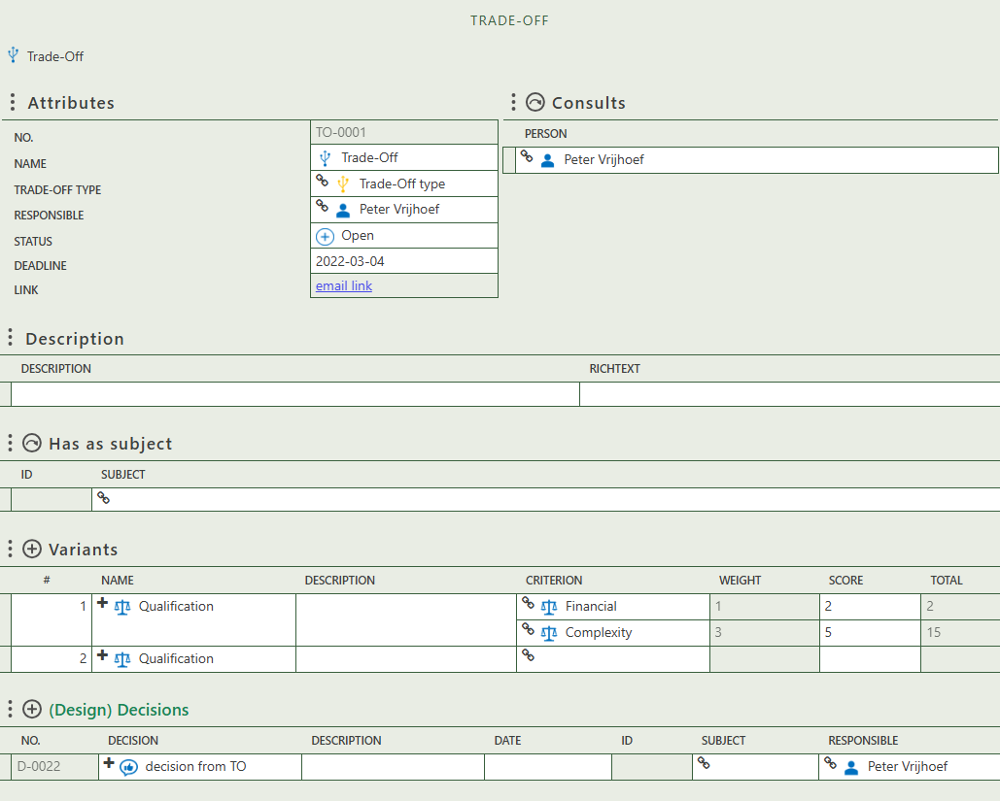 TRADE-OFF
Trade-Off
Attributes
NO. TO-0001
NAME Trade-Off
TRADE-OFF TYPE Trade-Off type
RESPONSIBLE Peter Vrijhoef
STATUS Open
DEADLINE 2022-03-04
LINK email link
Consults
PERSON
Peter Vrijhoef
Description
DESCRIPTION RICHTEXT
Has as subject
ID SUBJECT
Variants
# NAME DESCRIPTION CRITERION WEIGHT SCORE TOTAL
1 Qualification Financial 1 2 2
Complexity 3 5 15
2 Qualification
(Design) Decisions
NO. DECISION DESCRIPTION DATE ID SUBJECT RESPONSIBLE
D-0022 decision from TO Peter Vrijhoef